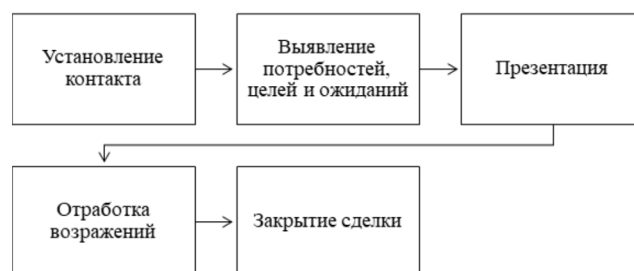 Установление
контакта
Выявление
потребностей,
целей и ожиданий
Презентация
Отработка
возражений
Закрытие сделки